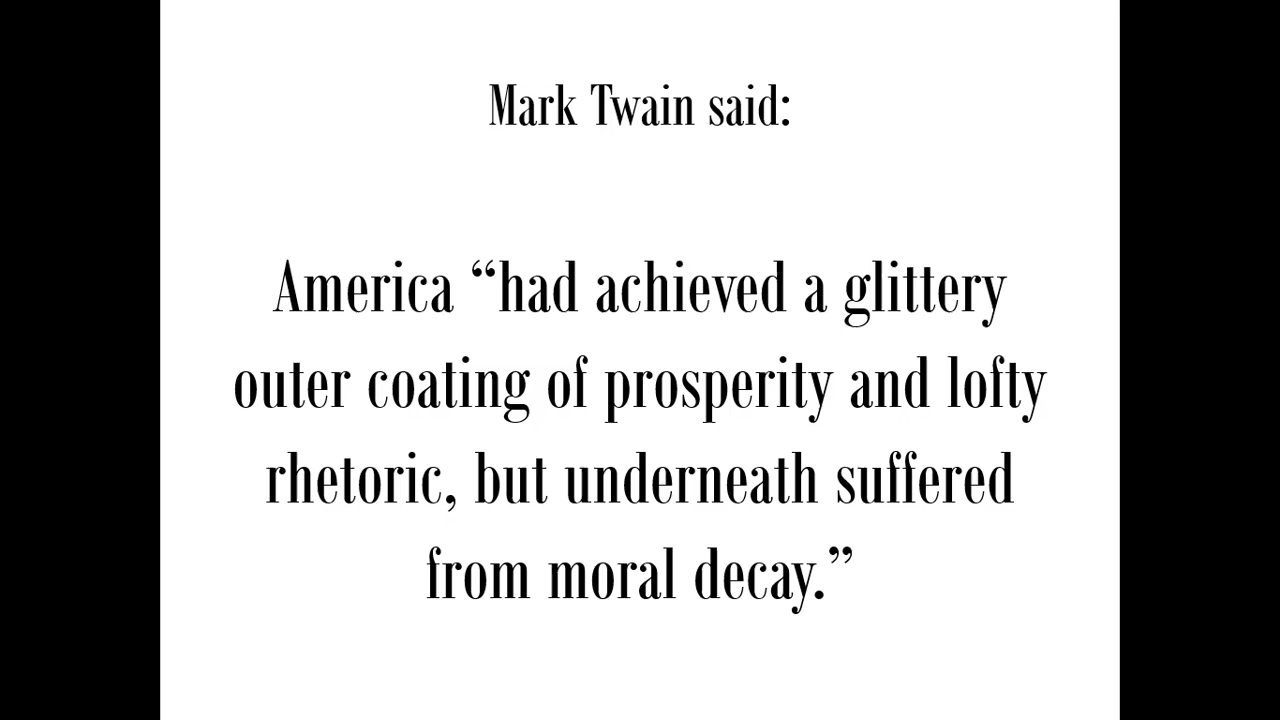 Mark Twain said:
America “had achieved a glittery
outer coating of prosperity and lofty
rhetoric, but underneath suffered
from moral decay.”